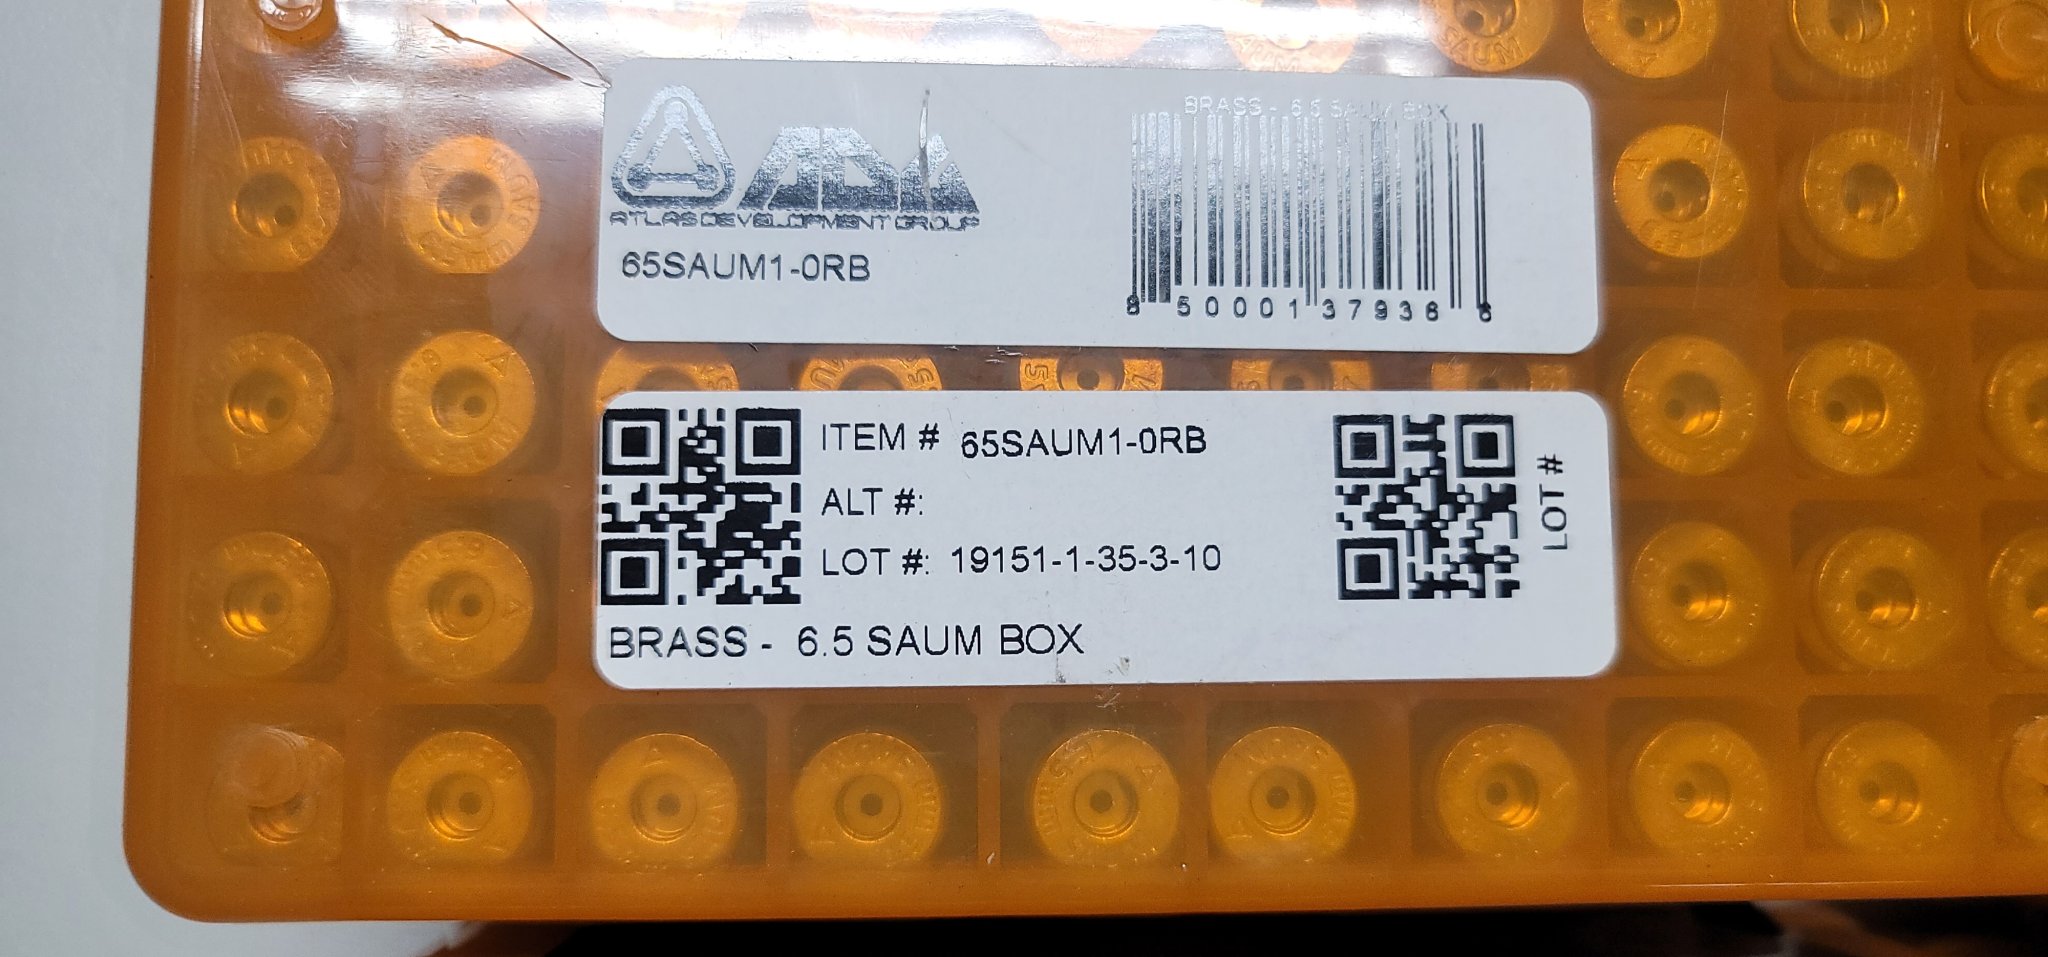 BRASS - 6.5 SAUM BOX
ADG
ATLAS DEVELOPMENT GROUP
65SAUM1-0RB
8 50001 37936 6
ITEM # 65SAUM1-0RB
ALT #:
LOT #: 19151-1-35-3-10
LOT #
BRASS - 6.5 SAUM BOX